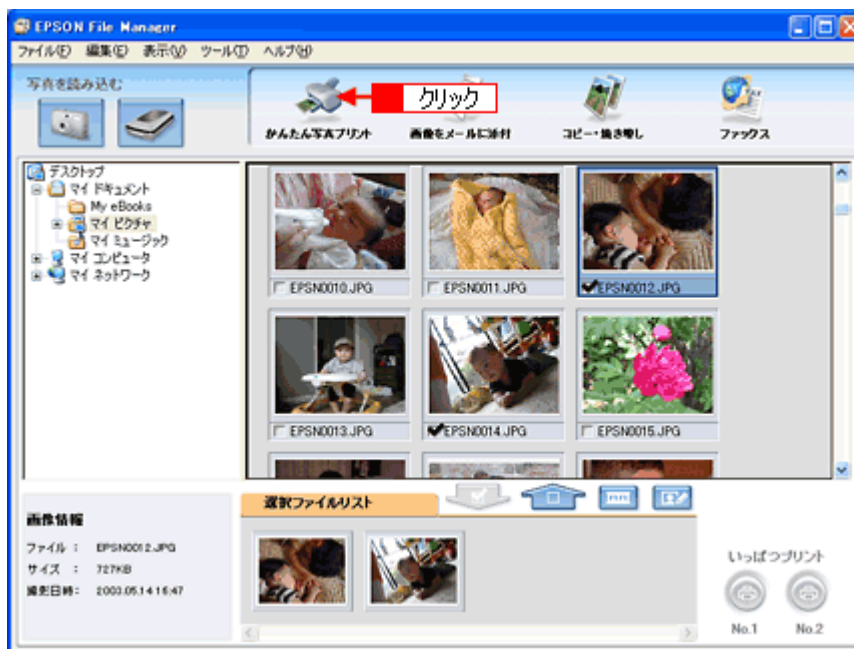 EPSON File Manager
ファイル(F) 編集(E) 表示(V) ツール(T) ヘルプ(H)
写真を読み込む
クリック
かんたん写真プリント 画像をメールに添付 コピー・焼き増し ファックス
デスクトップ
マイ ドキュメント
My eBooks
マイ ピクチャ
マイ ミュージック
マイ コンピュータ
マイ ネットワーク
EPSN0010.JPG EPSN0011.JPG EPSN0012.JPG
EPSN0013.JPG EPSN0014.JPG EPSN0015.JPG
選択ファイルリスト
画像情報
ファイル : EPSN0012.JPG
サイズ : 727KB
撮影日時: 2003.05.14 15:47
いっぱつプリント
No.1 No.2